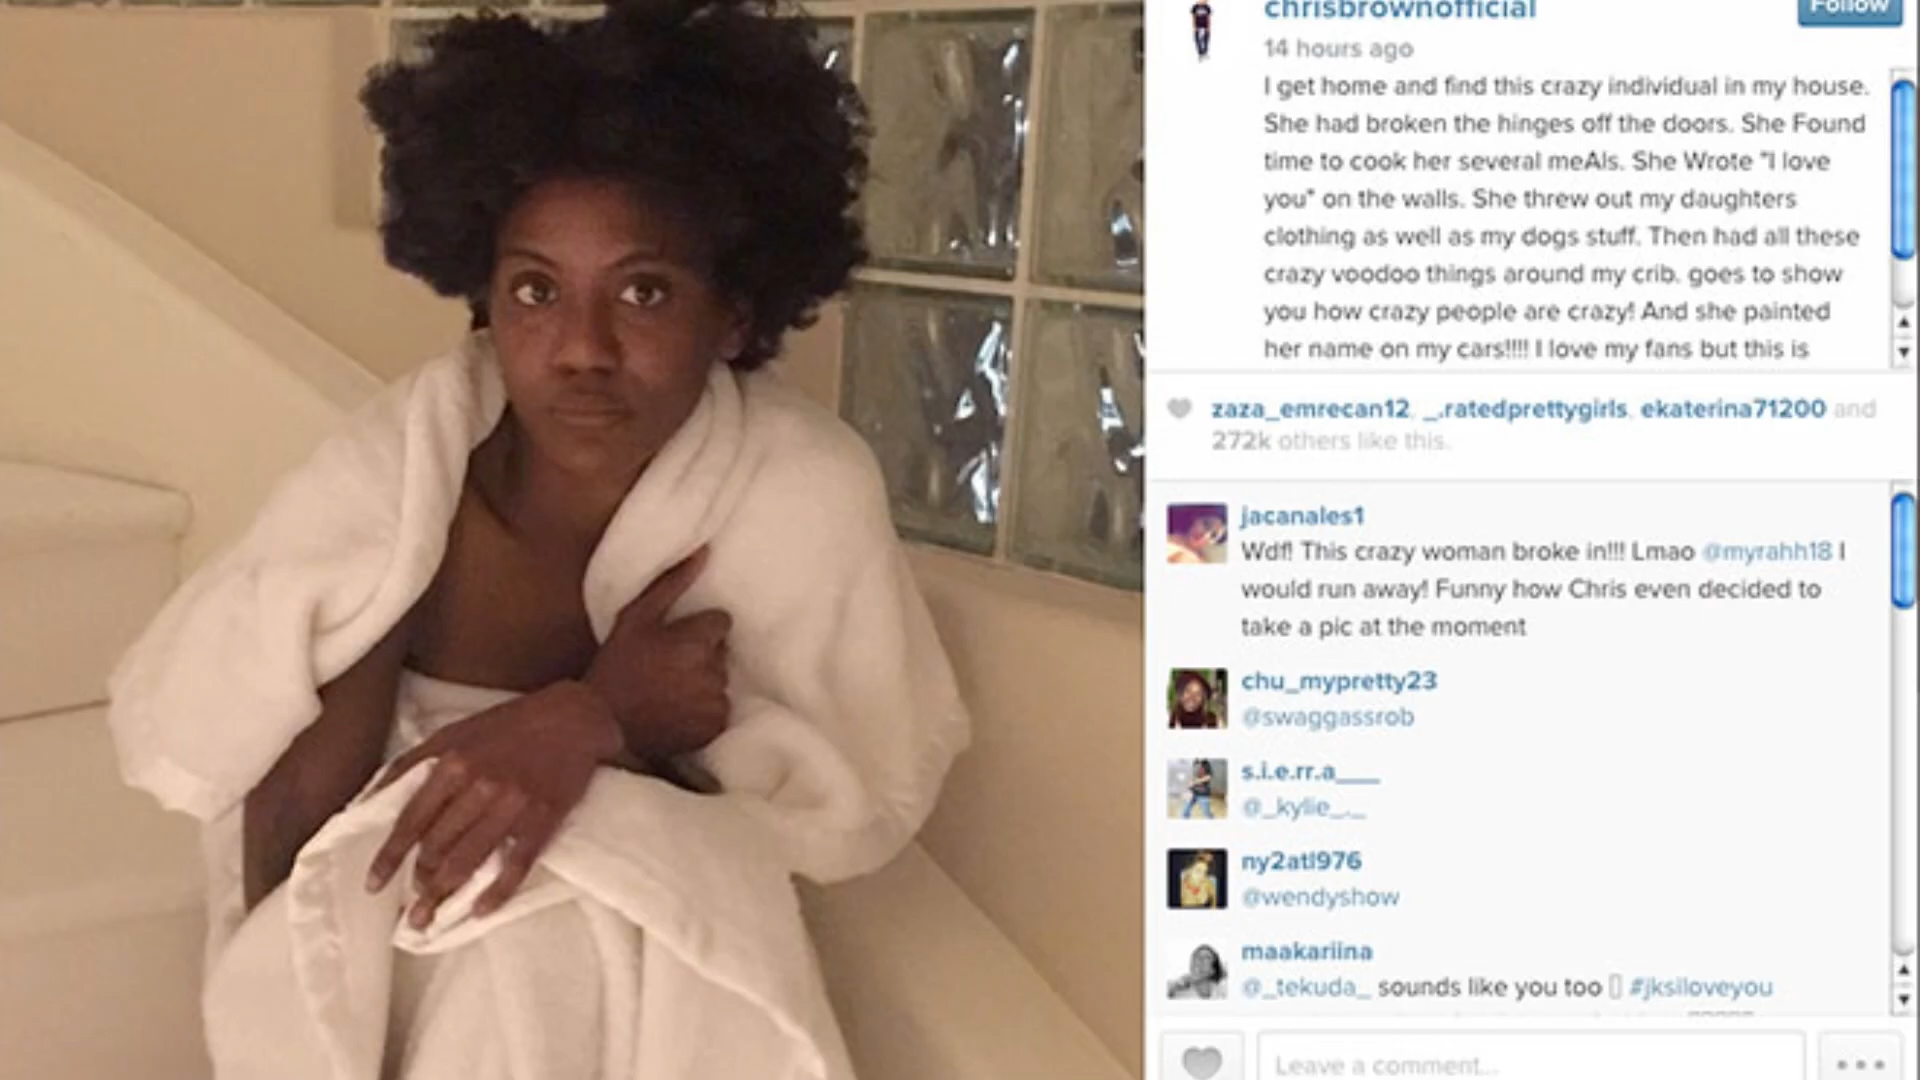 chrisbrownofficial
Follow
14 hours ago
I get home and find this crazy individual in my house.
She had broken the hinges off the doors. She Found
time to cook her several meAls. She Wrote "I love
you" on the walls. She threw out my daughters
clothing as well as my dogs stuff. Then had all these
crazy voodoo things around my crib. goes to show
you how crazy people are crazy! And she painted
her name on my cars!!!! I love my fans but this is
zaza_emrecan12, _.ratedprettygirls, ekaterina71200 and
272k others like this.
jacanales1
Wdf! This crazy woman broke in!!! Lmao @myrahh18 I
would run away! Funny how Chris even decided to
take a pic at the moment
chu_mypretty23
@swaggassrob
s.i.e.rr.a___
@_kylie_._
ny2atl976
@wendyshow
maakariina
@_tekuda_ sounds like you too #jksiloveyou
Leave a comment...